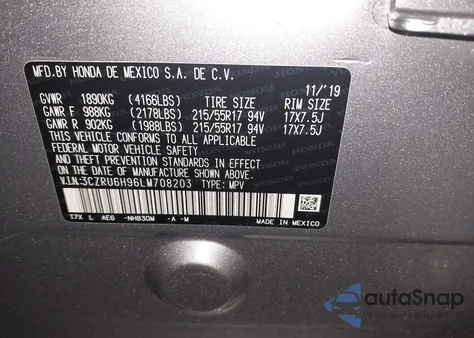 MFD.BY HONDA DE MEXICO S.A. DE C.V.
11/'19
GVWR 1890KG (4166LBS) TIRE SIZE RIM SIZE
GAWR F 988KG (2178LBS) 215/55R17 94V 17X7.5J
GAWR R 902KG (1988LBS) 215/55R17 94V 17X7.5J
THIS VEHICLE CONFORMS TO ALL APPLICABLE
FEDERAL MOTOR VEHICLE SAFETY
AND THEFT PREVENTION STANDARDS IN EFFECT
ON THE DATE OF MANUFACTURE SHOWN ABOVE.
V.I.N:3CZRU6H96LM708203 TYPE: MPV
T7X L AE6 -NH830M -A -M
MADE IN MEXICO
autoSnap